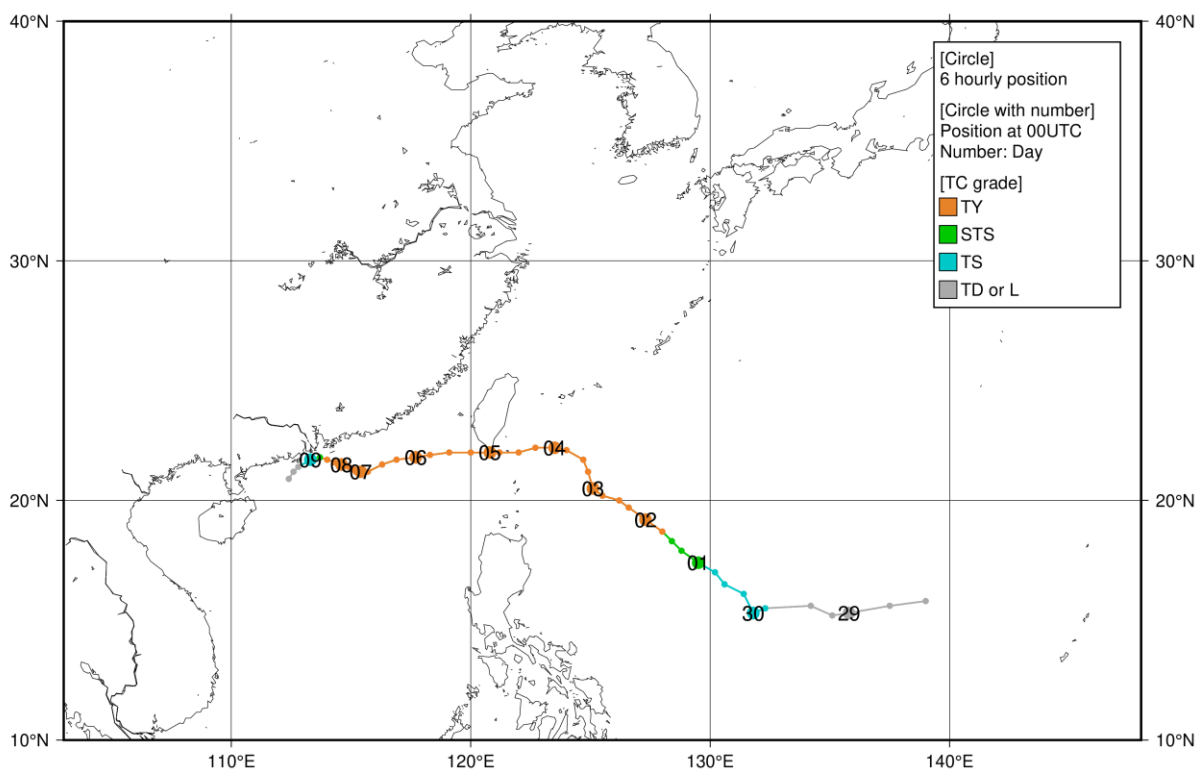 40°N
40°N
[Circle]
6 hourly position
[Circle with number]
Position at 00UTC
Number: Day
[TC grade]
TY
STS
TS
TD or L
30°N
30°N
09
08
07
06
05
04
03
02
01
30
29
20°N
20°N
10°N
10°N
110°E
120°E
130°E
140°E